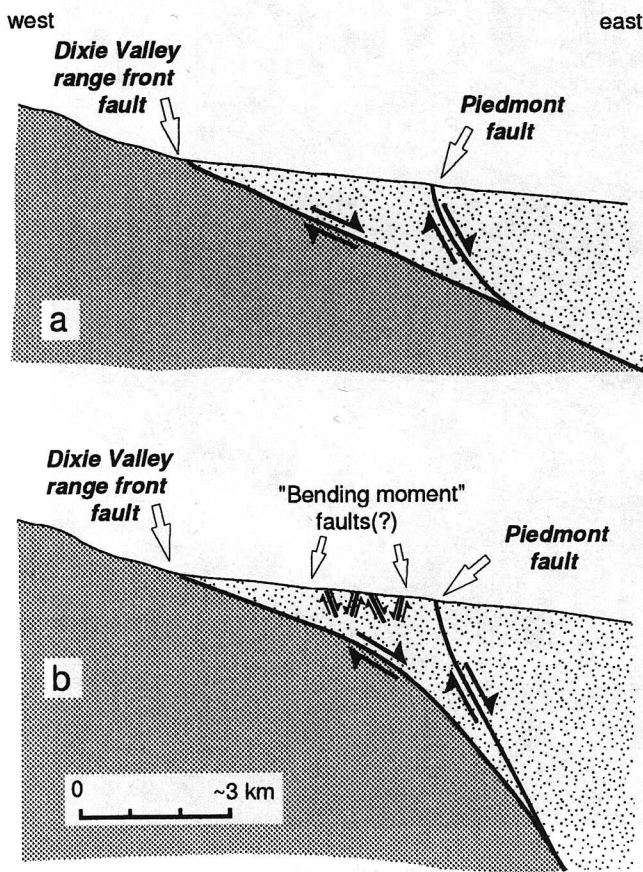 west
east
Dixie Valley
range front
fault
Piedmont
fault
a
Dixie Valley
range front
fault
"Bending moment"
faults(?)
Piedmont
fault
b
0
~3 km